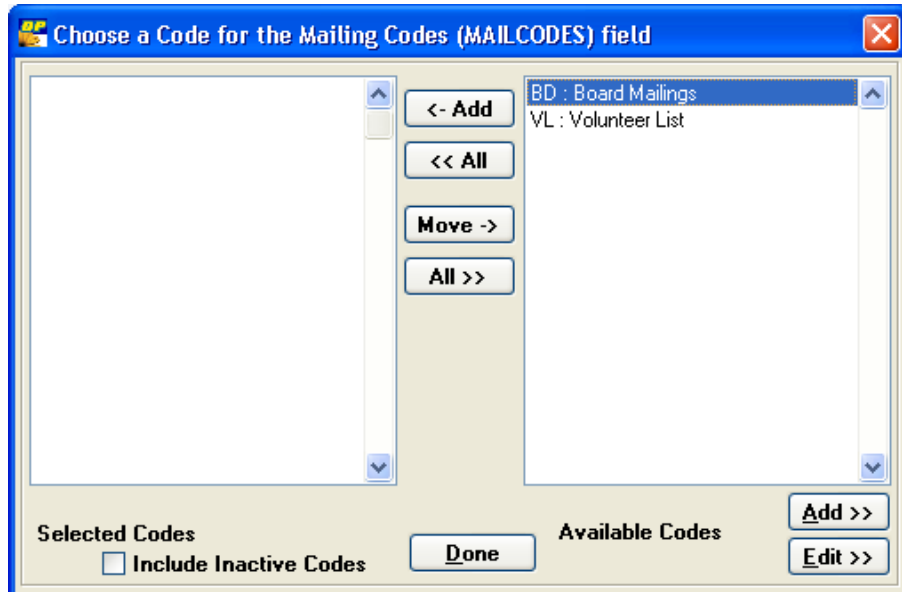 Choose a Code for the Mailing Codes (MAILCODES) field
BD : Board Mailings
VL : Volunteer List
<- Add
<< All
Move ->
All >>
Selected Codes
Include Inactive Codes
Done
Available Codes
Add >>
Edit >>